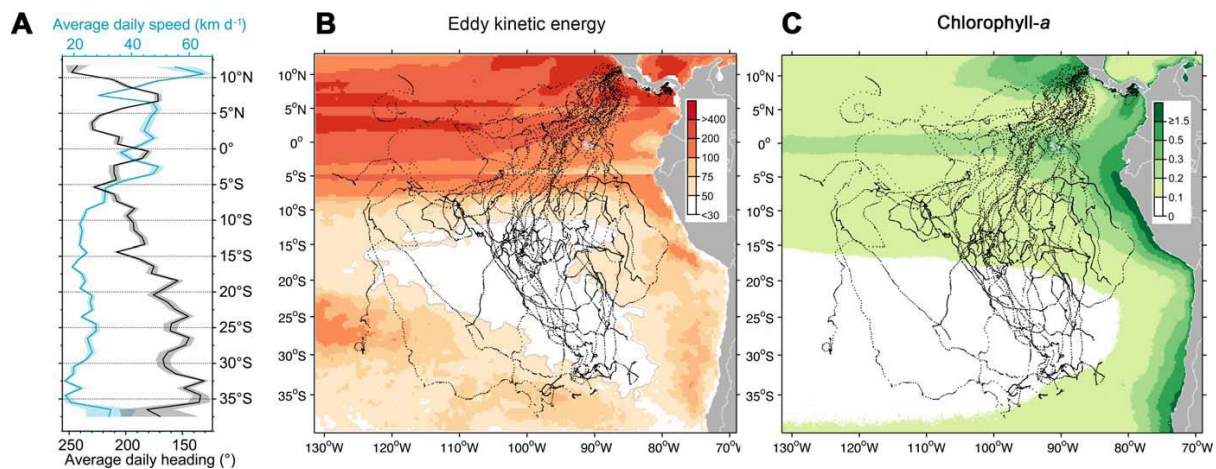 A
Average daily speed (km d⁻¹)
20 40 60
10°N
5°N
0°
5°S
10°S
15°S
20°S
25°S
30°S
35°S
250 200 150
Average daily heading (°)
B
Eddy kinetic energy
10°N
5°N
0°
5°S
10°S
15°S
20°S
25°S
30°S
35°S
>400
200
100
75
50
<30
130°W 120°W 110°W 100°W 90°W 80°W 70°W
C
Chlorophyll-a
10°N
5°N
0°
5°S
10°S
15°S
20°S
25°S
30°S
35°S
≥1.5
0.5
0.3
0.2
0.1
0
130°W 120°W 110°W 100°W 90°W 80°W 70°W